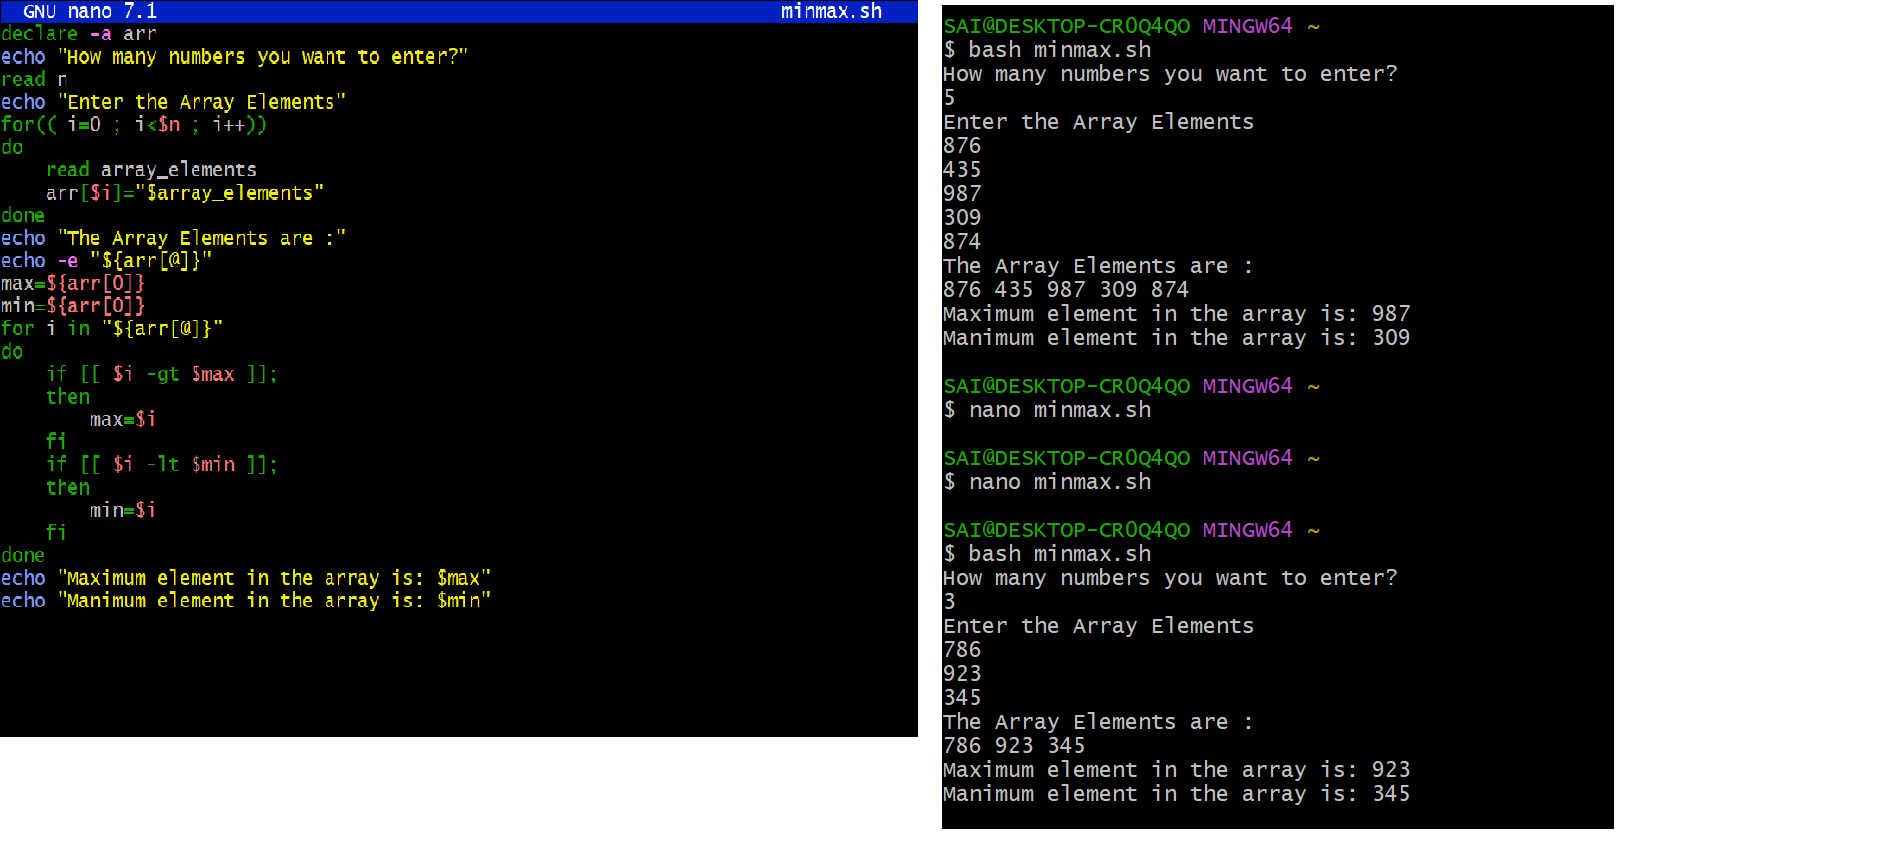 GNU nano 7.1 minmax.sh
declare -a arr
echo "How many numbers you want to enter?"
read n
echo "Enter the Array Elements"
for(( i=0 ; i<$n ; i++))
do
    read array_elements
    arr[$i]="$array_elements"
done
echo "The Array Elements are :"
echo -e "${arr[@]}"
max=${arr[0]}
min=${arr[0]}
for i in "${arr[@]}"
do
    if [[ $i -gt $max ]];
    then
        max=$i
    fi
    if [[ $i -lt $min ]];
    then
        min=$i
    fi
done
echo "Maximum element in the array is: $max"
echo "Manimum element in the array is: $min"
SAI@DESKTOP-CR0Q4QO MINGW64 ~
$ bash minmax.sh
How many numbers you want to enter?
5
Enter the Array Elements
876
435
987
309
874
The Array Elements are :
876 435 987 309 874
Maximum element in the array is: 987
Manimum element in the array is: 309
SAI@DESKTOP-CR0Q4QO MINGW64 ~
$ nano minmax.sh
SAI@DESKTOP-CR0Q4QO MINGW64 ~
$ nano minmax.sh
SAI@DESKTOP-CR0Q4QO MINGW64 ~
$ bash minmax.sh
How many numbers you want to enter?
3
Enter the Array Elements
786
923
345
The Array Elements are :
786 923 345
Maximum element in the array is: 923
Manimum element in the array is: 345